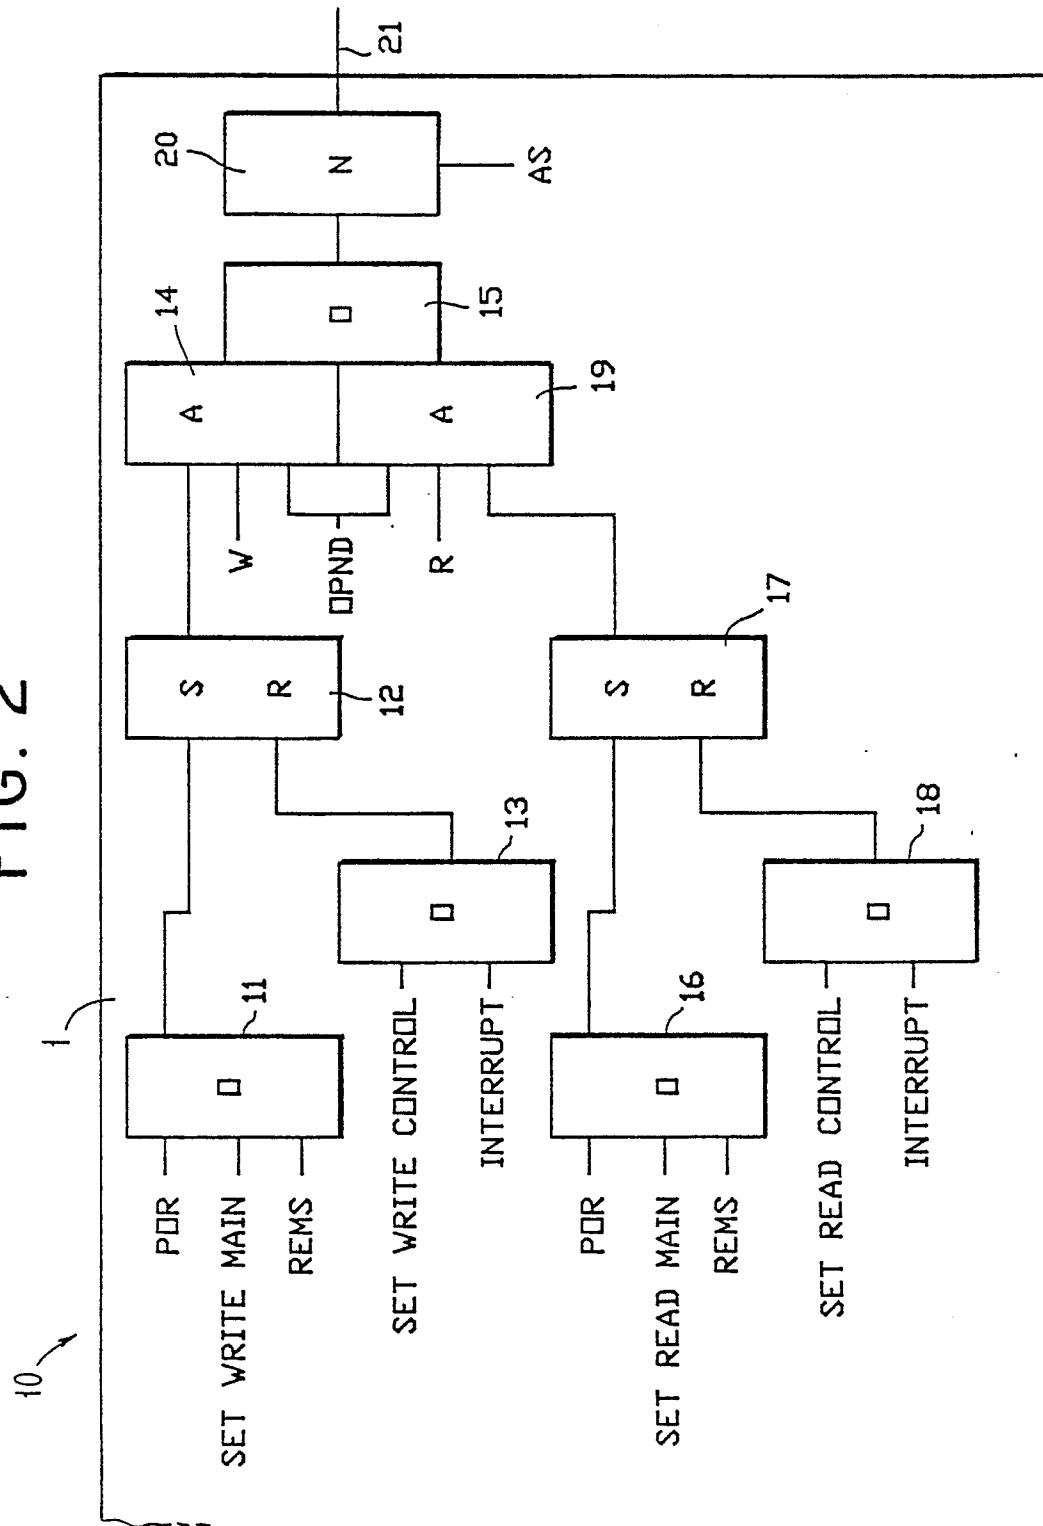 FIG. 2
10
1
POR
SET WRITE MAIN
REMS
O
11
SET WRITE CONTROL
INTERRUPT
O
13
S
R
12
W
OPND
R
A
14
A
19
O
15
N
20
AS
21
POR
SET READ MAIN
REMS
O
16
SET READ CONTROL
INTERRUPT
O
18
S
R
17